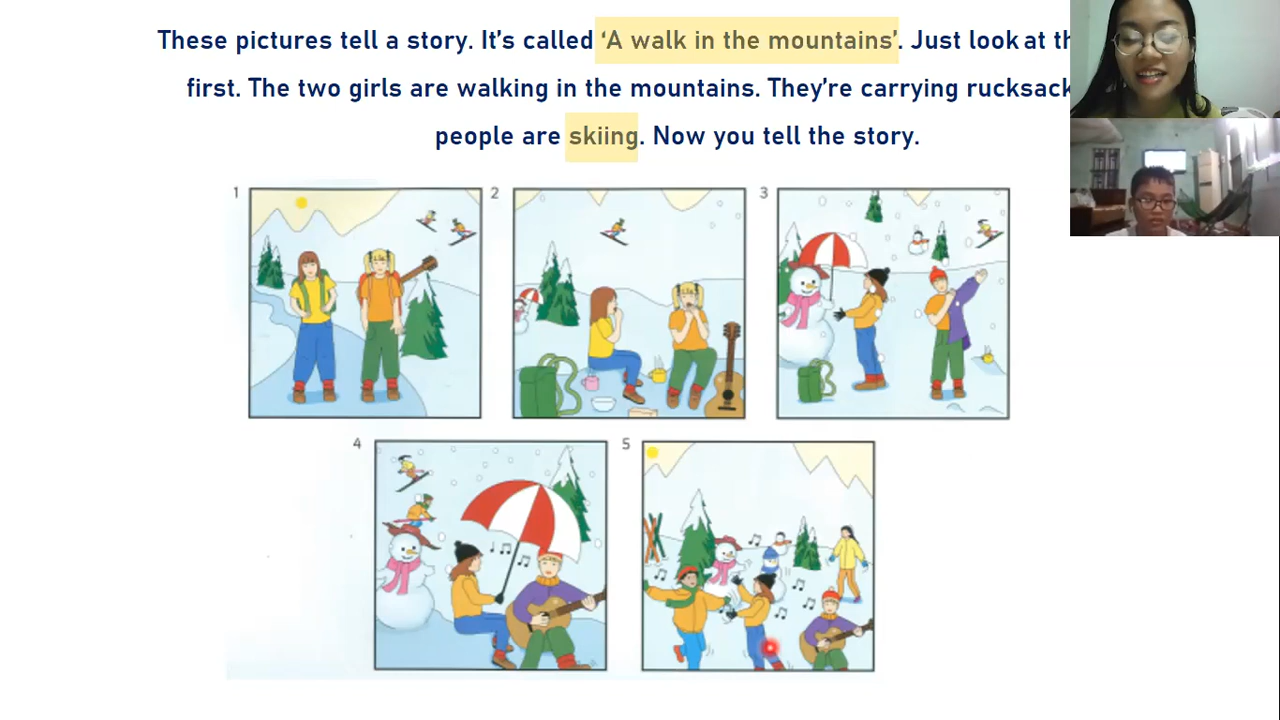 These pictures tell a story. It's called 'A walk in the mountains'. Just look at
first. The two girls are walking in the mountains. They're carrying
people are skiing. Now you tell the story.
1
2
3
4
5